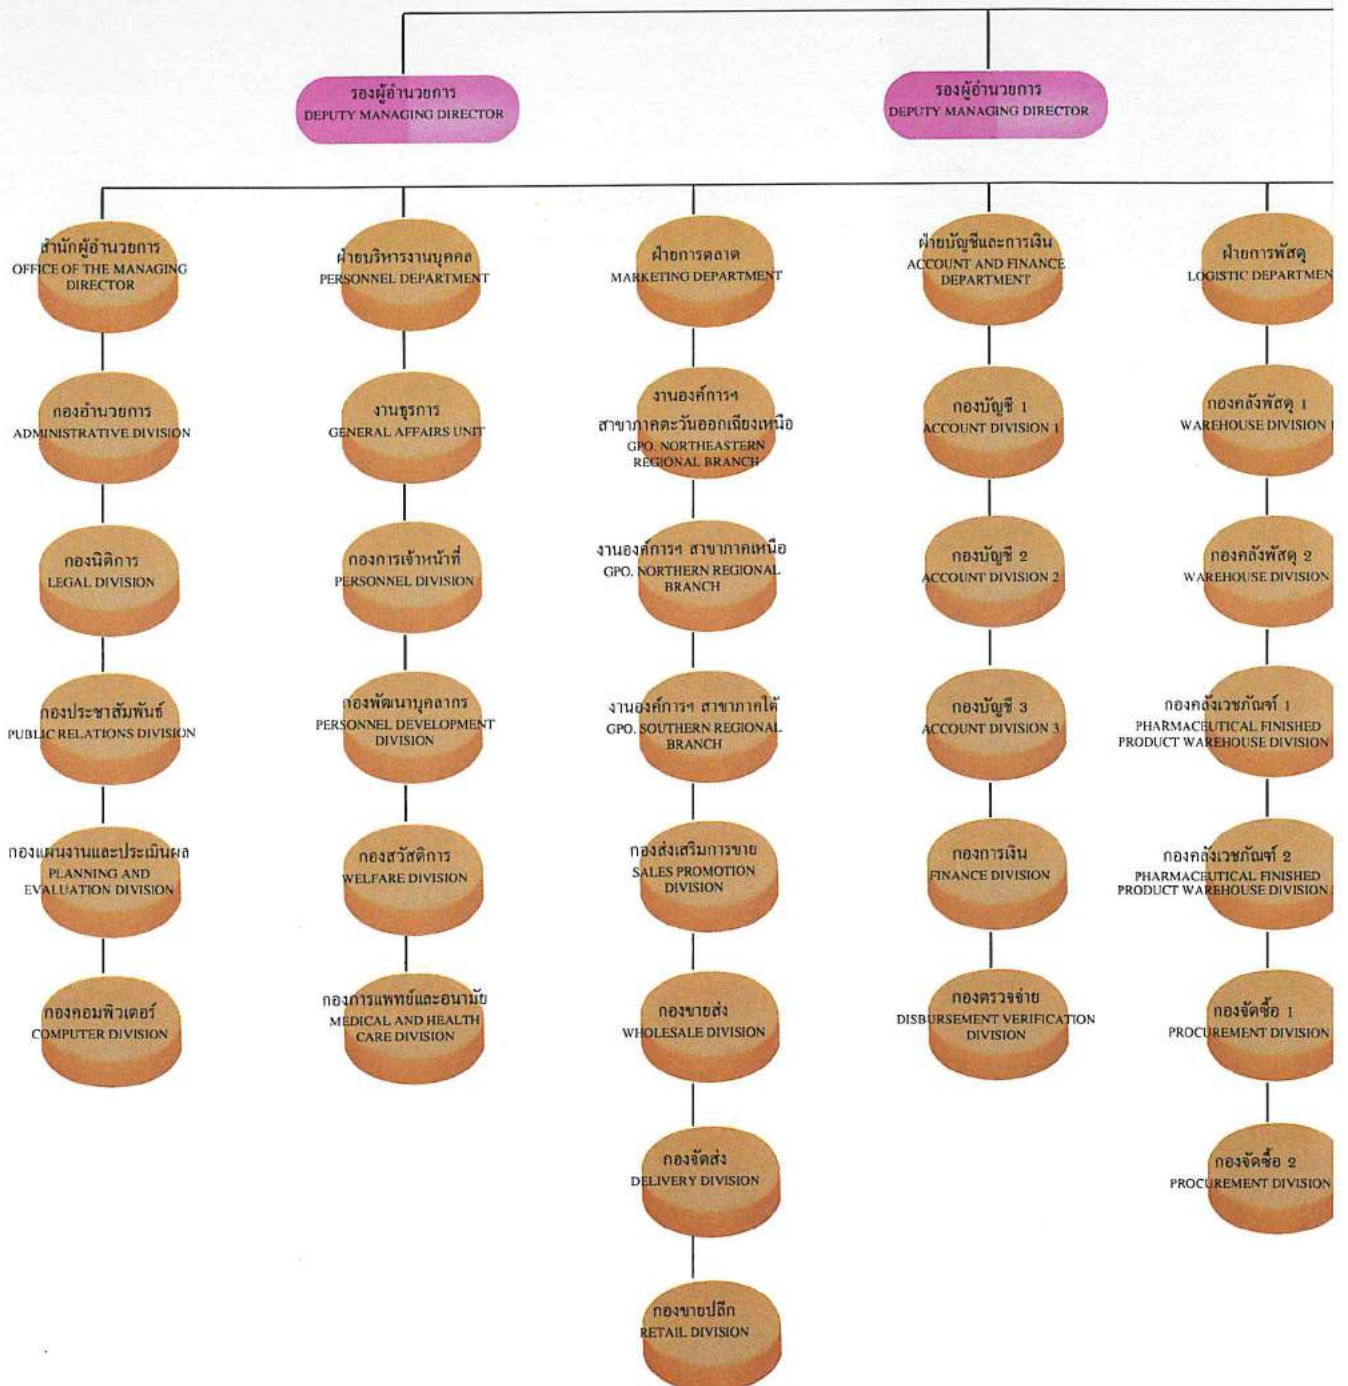 รองผู้อำนวยการ
DEPUTY MANAGING DIRECTOR
รองผู้อำนวยการ
DEPUTY MANAGING DIRECTOR
สำนักผู้อำนวยการ
OFFICE OF THE MANAGING
DIRECTOR
กองอำนวยการ
ADMINISTRATIVE DIVISION
กองนิติการ
LEGAL DIVISION
กองประชาสัมพันธ์
PUBLIC RELATIONS DIVISION
กองแผนงานและประเมินผล
PLANNING AND
EVALUATION DIVISION
กองคอมพิวเตอร์
COMPUTER DIVISION
ฝ่ายบริหารงานบุคคล
PERSONNEL DEPARTMENT
งานธุรการ
GENERAL AFFAIRS UNIT
กองการเจ้าหน้าที่
PERSONNEL DIVISION
กองพัฒนาบุคลากร
PERSONNEL DEVELOPMENT
DIVISION
กองสวัสดิการ
WELFARE DIVISION
กองการแพทย์และอนามัย
MEDICAL AND HEALTH
CARE DIVISION
ฝ่ายการตลาด
MARKETING DEPARTMENT
งานองค์การฯ
สาขาภาคตะวันออกเฉียงเหนือ
GPO. NORTHEASTERN
REGIONAL BRANCH
งานองค์การฯ สาขาภาคเหนือ
GPO. NORTHERN REGIONAL
BRANCH
งานองค์การฯ สาขาภาคใต้
GPO. SOUTHERN REGIONAL
BRANCH
กองส่งเสริมการขาย
SALES PROMOTION
DIVISION
กองขายส่ง
WHOLESALE DIVISION
กองจัดส่ง
DELIVERY DIVISION
กองขายปลีก
RETAIL DIVISION
ฝ่ายบัญชีและการเงิน
ACCOUNT AND FINANCE
DEPARTMENT
กองบัญชี 1
ACCOUNT DIVISION 1
กองบัญชี 2
ACCOUNT DIVISION 2
กองบัญชี 3
ACCOUNT DIVISION 3
กองการเงิน
FINANCE DIVISION
กองตรวจจ่าย
DISBURSEMENT VERIFICATION
DIVISION
ฝ่ายการพัสดุ
LOGISTIC DEPARTMEN
กองคลังพัสดุ 1
WAREHOUSE DIVISION 1
กองคลังพัสดุ 2
WAREHOUSE DIVISION
กองคลังเวชภัณฑ์ 1
PHARMACEUTICAL FINISHED
PRODUCT WAREHOUSE DIVISION
กองคลังเวชภัณฑ์ 2
PHARMACEUTICAL FINISHED
PRODUCT WAREHOUSE DIVISION
กองจัดซื้อ 1
PROCUREMENT DIVISION
กองจัดซื้อ 2
PROCUREMENT DIVISION